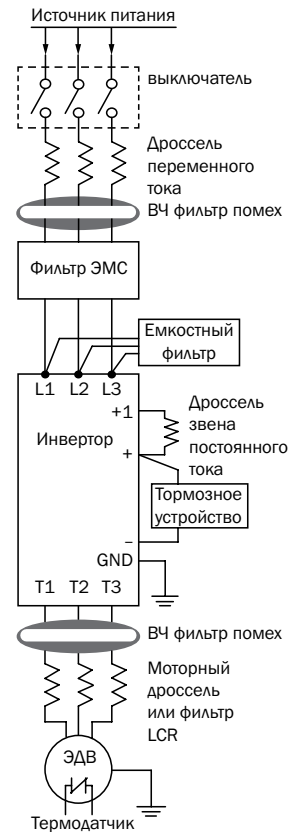 Источник питания
выключатель
Дроссель
переменного
тока
ВЧ фильтр помех
Фильтр ЭМС
Емкостный
фильтр
L1 L2 L3
+1
Дроссель
звена
постоянного
тока
Инвертор
+
Тормозное
устройство
–
GND
T1 T2 T3
ВЧ фильтр помех
Моторный
дроссель
или фильтр
LCR
ЭДВ
Термодатчик